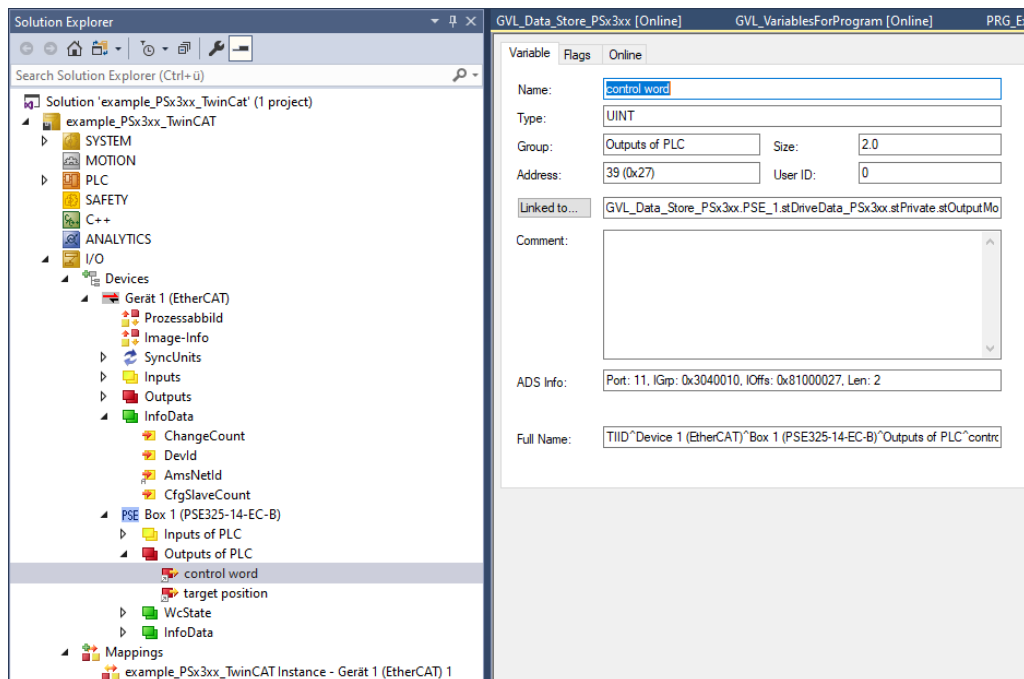 Solution Explorer
Search Solution Explorer (Ctrl+ü)
Solution 'example_PSx3xx_TwinCat' (1 project)
example_PSx3xx_TwinCAT
SYSTEM
MOTION
PLC
SAFETY
C++
ANALYTICS
I/O
Devices
Gerät 1 (EtherCAT)
Prozessabbild
Image-Info
SyncUnits
Inputs
Outputs
InfoData
ChangeCount
DevId
AmsNetId
CfgSlaveCount
PSE Box 1 (PSE325-14-EC-B)
Inputs of PLC
Outputs of PLC
control word
target position
WcState
InfoData
Mappings
example_PSx3xx_TwinCAT Instance - Gerät 1 (EtherCAT) 1
GVL_Data_Store_PSx3xx [Online] GVL_VariablesForProgram [Online] PRG_E
Variable Flags Online
Name: control word
Type: UINT
Group: Outputs of PLC Size: 2.0
Address: 39 (0x27) User ID: 0
Linked to... GVL_Data_Store_PSx3xx.PSE_1.stDriveData_PSx3xx.stPrivate.stOutputMo
Comment:
ADS Info: Port: 11, IGrp: 0x3040010, IOffs: 0x81000027, Len: 2
Full Name: TIID^Device 1 (EtherCAT)^Box 1 (PSE325-14-EC-B)^Outputs of PLC^contro